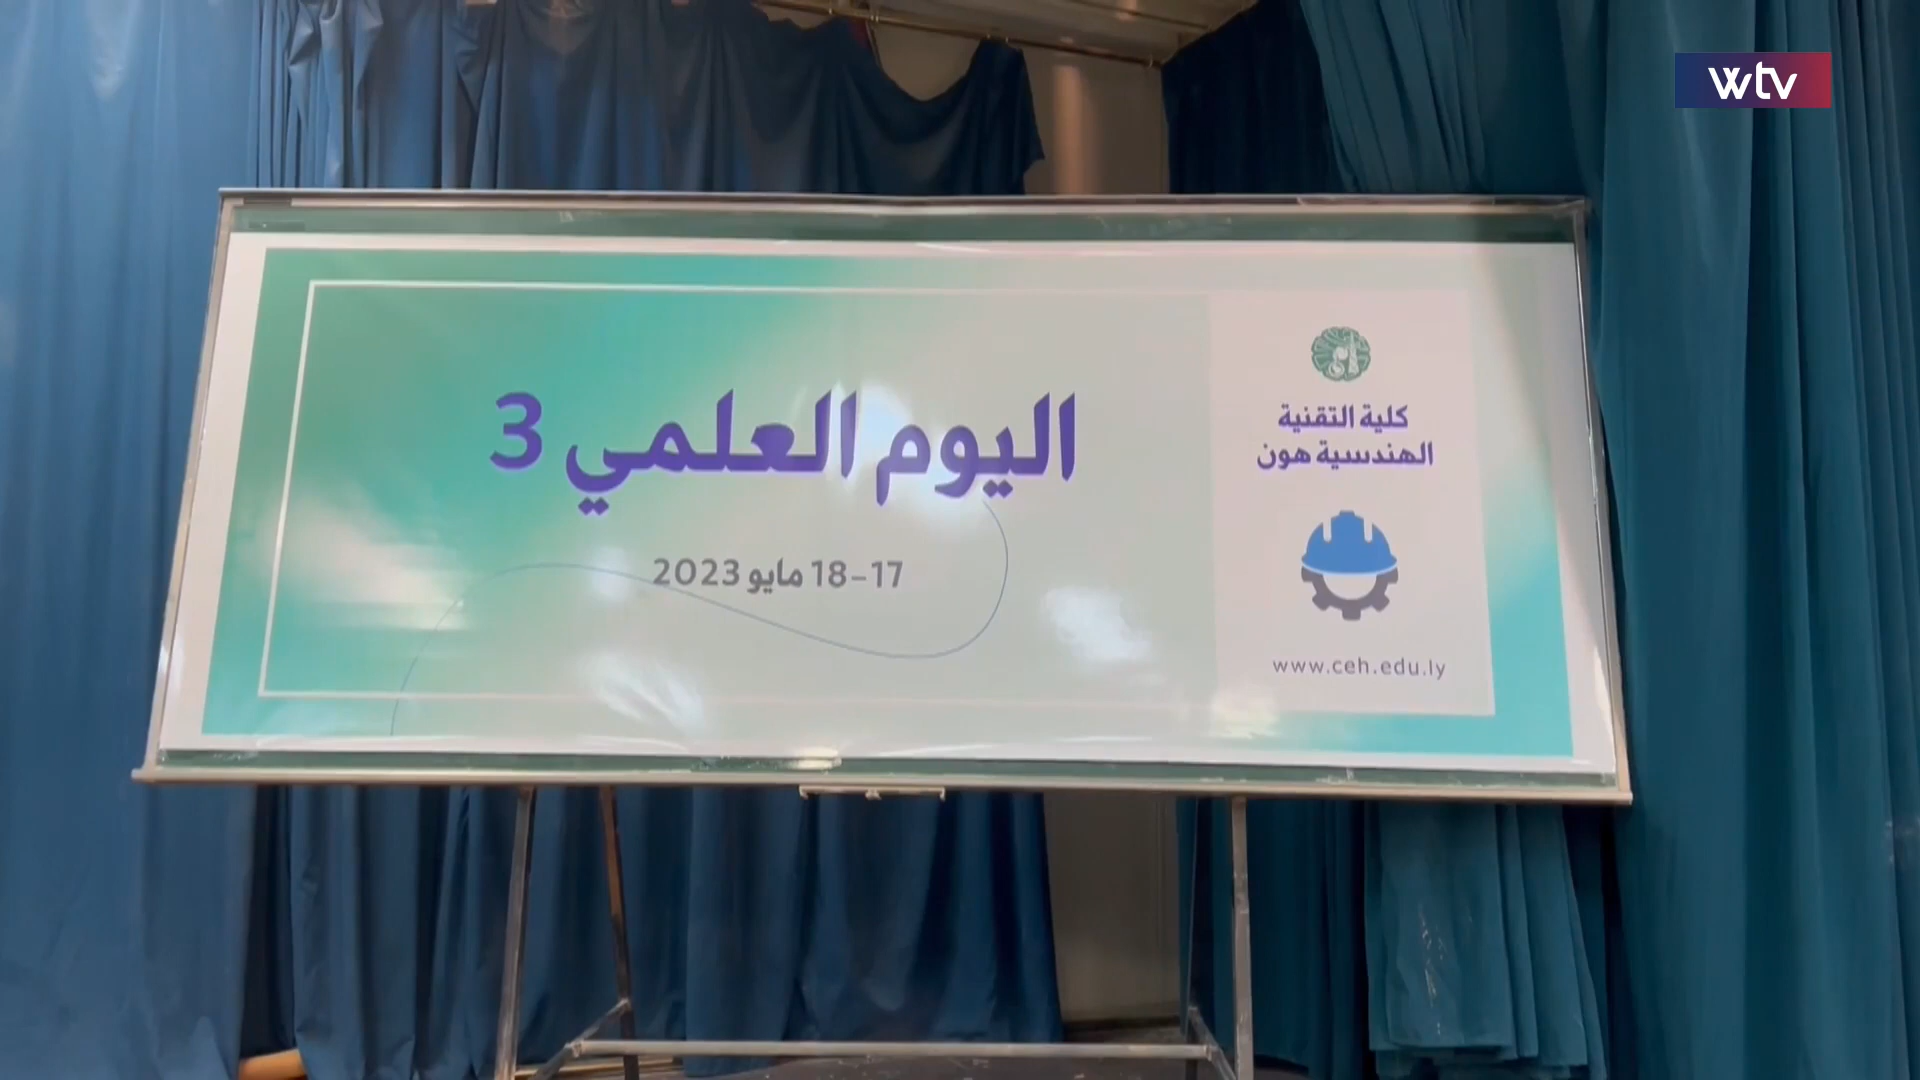 wtv
اليوم العلمي 3
17-18 مايو 2023
كلية التقنية
الهندسية هون
www.ceh.edu.ly